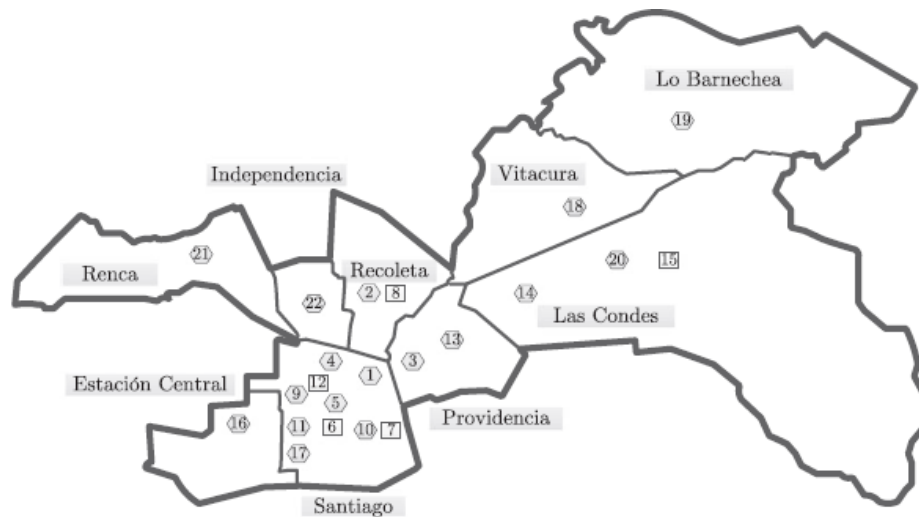 Lo Barnechea
19
Independencia
Vitacura
18
21
Renca
Recoleta
20
15
2
8
14
22
Las Condes
13
4
3
1
Estación Central
12
9
5
16
11
6
10
7
Providencia
17
Santiago